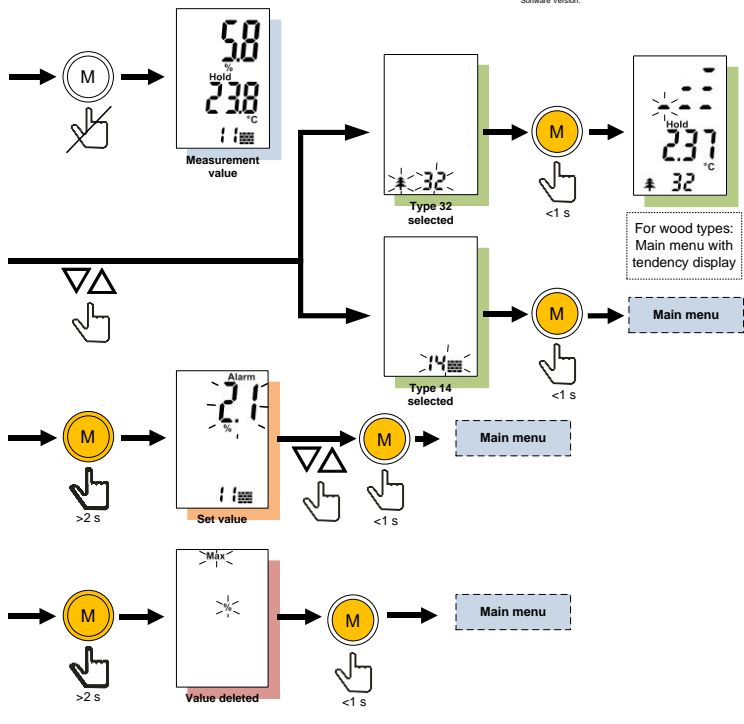 Software Version.
M
5.8
%
Hold
23.8
°C
11
Measurement
value
32
Type 32
selected
M
<1 s
Hold
2.37
°C
32
For wood types:
Main menu with
tendency display
14
Type 14
selected
M
<1 s
Main menu
M
>2 s
Alarm
2.1
%
11
Set value
M
<1 s
Main menu
M
>2 s
Max
%
Value deleted
M
<1 s
Main menu